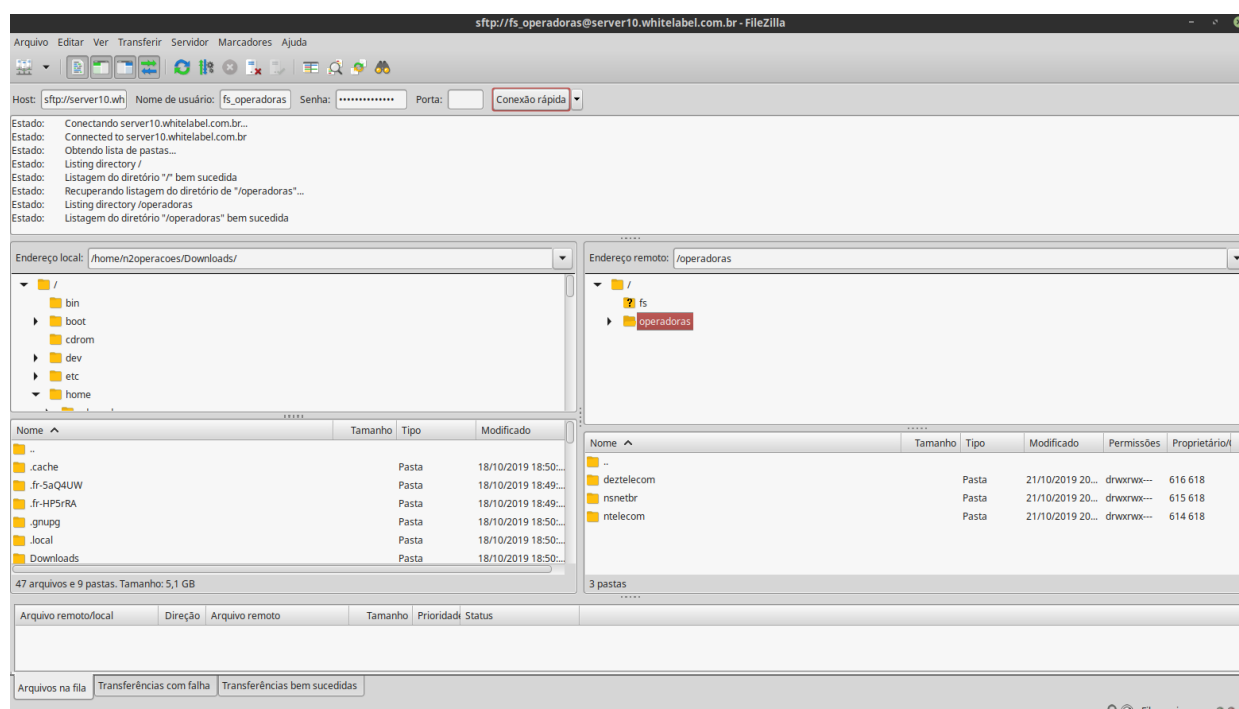 sftp://fs_operadoras@server10.whitelabel.com.br - FileZilla
Arquivo Editar Ver Transferir Servidor Marcadores Ajuda
Host: sftp://server10.wh Nome de usuário: fs_operadoras Senha: •••••••••••••• Porta: Conexão rápida
Estado: Conectando server10.whitelabel.com.br...
Estado: Connected to server10.whitelabel.com.br
Estado: Obtendo lista de pastas...
Estado: Listing directory /
Estado: Listagem do diretório "/" bem sucedida
Estado: Recuperando listagem do diretório de "/operadoras"...
Estado: Listing directory /operadoras
Estado: Listagem do diretório "/operadoras" bem sucedida
Endereço local: /home/n2operacoes/Downloads/
/
bin
boot
cdrom
dev
etc
home
Nome Tamanho Tipo Modificado
..
.cache Pasta 18/10/2019 18:50:...
.fr-5aQ4UW Pasta 18/10/2019 18:49:...
.fr-HP5rRA Pasta 18/10/2019 18:49:...
.gnupg Pasta 18/10/2019 18:50:...
.local Pasta 18/10/2019 18:50:...
Downloads Pasta 18/10/2019 18:50:...
47 arquivos e 9 pastas. Tamanho: 5,1 GB
Endereço remoto: /operadoras
/
? fs
operadoras
Nome Tamanho Tipo Modificado Permissões Proprietário/
..
deztelecom Pasta 21/10/2019 20... drwxrwx--- 616 618
nsnetbr Pasta 21/10/2019 20... drwxrwx--- 615 618
ntelecom Pasta 21/10/2019 20... drwxrwx--- 614 618
3 pastas
Arquivo remoto/local Direção Arquivo remoto Tamanho Prioridade Status
Arquivos na fila Transferências com falha Transferências bem sucedidas